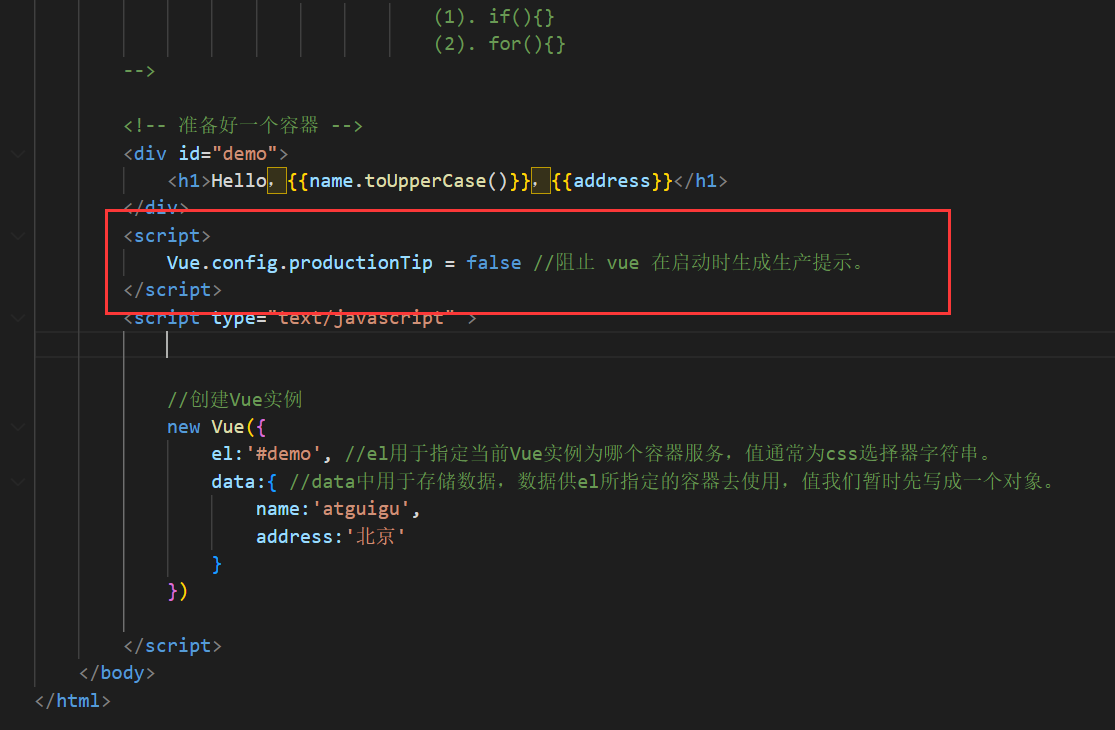 (1). if(){}
(2). for(){}
-->
<!-- 准备好一个容器 -->
<div id="demo">
<h1>Hello，{{name.toUpperCase()}}，{{address}}</h1>
</div>
<script>
Vue.config.productionTip = false //阻止 vue 在启动时生成生产提示。
</script>
<script type="text/javascript" >
//创建Vue实例
new Vue({
el:'#demo', //el用于指定当前Vue实例为哪个容器服务，值通常为css选择器字符串。
data:{ //data中用于存储数据，数据供el所指定的容器去使用，值我们暂时先写成一个对象。
name:'atguigu',
address:'北京'
}
})
</script>
</body>
</html>